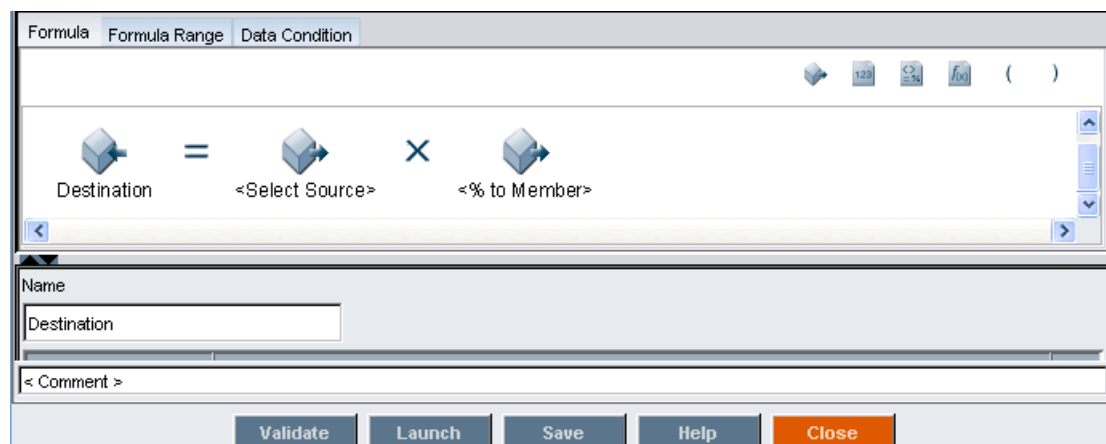 Formula Formula Range Data Condition
123 <> = % f(x) ( )
Destination = <Select Source> × <% to Member>
Name
Destination
< Comment >
Validate Launch Save Help Close